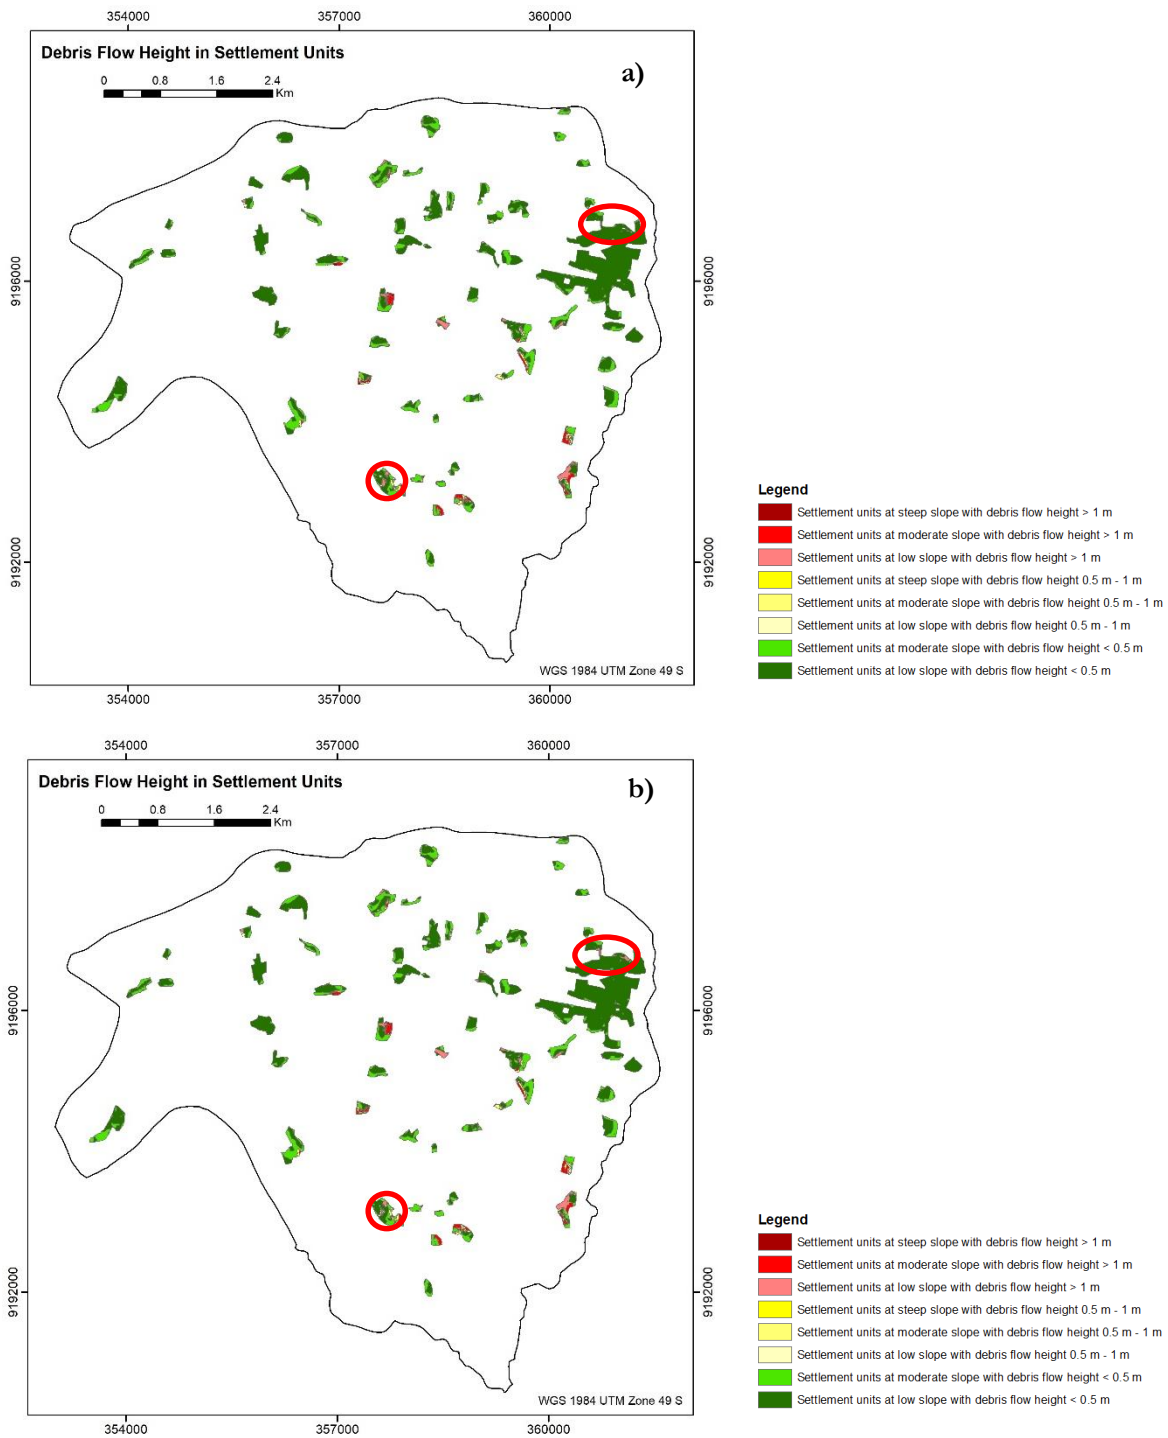 354000 357000 360000
Debris Flow Height in Settlement Units
a)
0 0.8 1.6 2.4
Km
9196000 9196000
9192000 9192000
WGS 1984 UTM Zone 49 S
354000 357000 360000
Legend
Settlement units at steep slope with debris flow height > 1 m
Settlement units at moderate slope with debris flow height > 1 m
Settlement units at low slope with debris flow height > 1 m
Settlement units at steep slope with debris flow height 0.5 m - 1 m
Settlement units at moderate slope with debris flow height 0.5 m - 1 m
Settlement units at low slope with debris flow height 0.5 m - 1 m
Settlement units at moderate slope with debris flow height < 0.5 m
Settlement units at low slope with debris flow height < 0.5 m
354000 357000 360000
Debris Flow Height in Settlement Units
b)
0 0.8 1.6 2.4
Km
9196000 9196000
9192000 9192000
WGS 1984 UTM Zone 49 S
354000 357000 360000
Legend
Settlement units at steep slope with debris flow height > 1 m
Settlement units at moderate slope with debris flow height > 1 m
Settlement units at low slope with debris flow height > 1 m
Settlement units at steep slope with debris flow height 0.5 m - 1 m
Settlement units at moderate slope with debris flow height 0.5 m - 1 m
Settlement units at low slope with debris flow height 0.5 m - 1 m
Settlement units at moderate slope with debris flow height < 0.5 m
Settlement units at low slope with debris flow height < 0.5 m